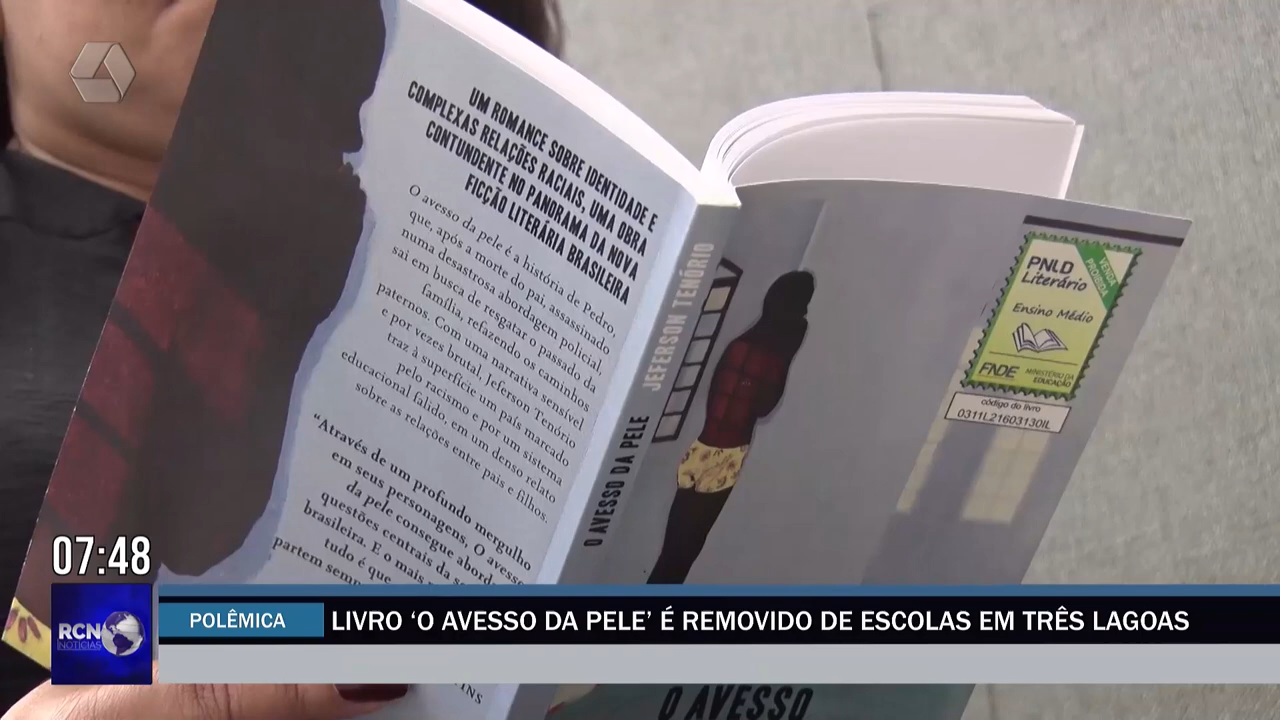 UM ROMANCE SOBRE IDENTIDADE E
COMPLEXAS RELAÇÕES RACIAIS, UMA OBRA
CONTUNDENTE NO PANORAMA DA NOVA
FICÇÃO LITERÁRIA BRASILEIRA
O avesso da pele é a história de Pedro,
que, após a morte do pai, assassinado
numa desastrosa abordagem policial,
sai em busca de resgatar o passado da
família, refazendo os caminhos
paternos. Com uma narrativa sensível
e por vezes brutal, Jeferson Tenório
traz à superfície um país marcado
pelo racismo e por um sistema
educacional falido, em um denso relato
sobre as relações entre pais e filhos.
“Através de um profundo mergulho
em seus personagens, O avesso
da pele consegue
questões centrais da
brasileira. E o mais
tudo é que
partem
O AVESSO DA PELE JEFERSON TENÓRIO
PNLD
Literário
VENDA
PROIBIDA
Ensino Médio
FNDE
MINISTÉRIO DA
EDUCAÇÃO
código do livro
0311L21603130IL
O AVESSO
07:48
RCN
NOTÍCIAS
POLÊMICA
LIVRO ‘O AVESSO DA PELE’ É REMOVIDO DE ESCOLAS EM TRÊS LAGOAS